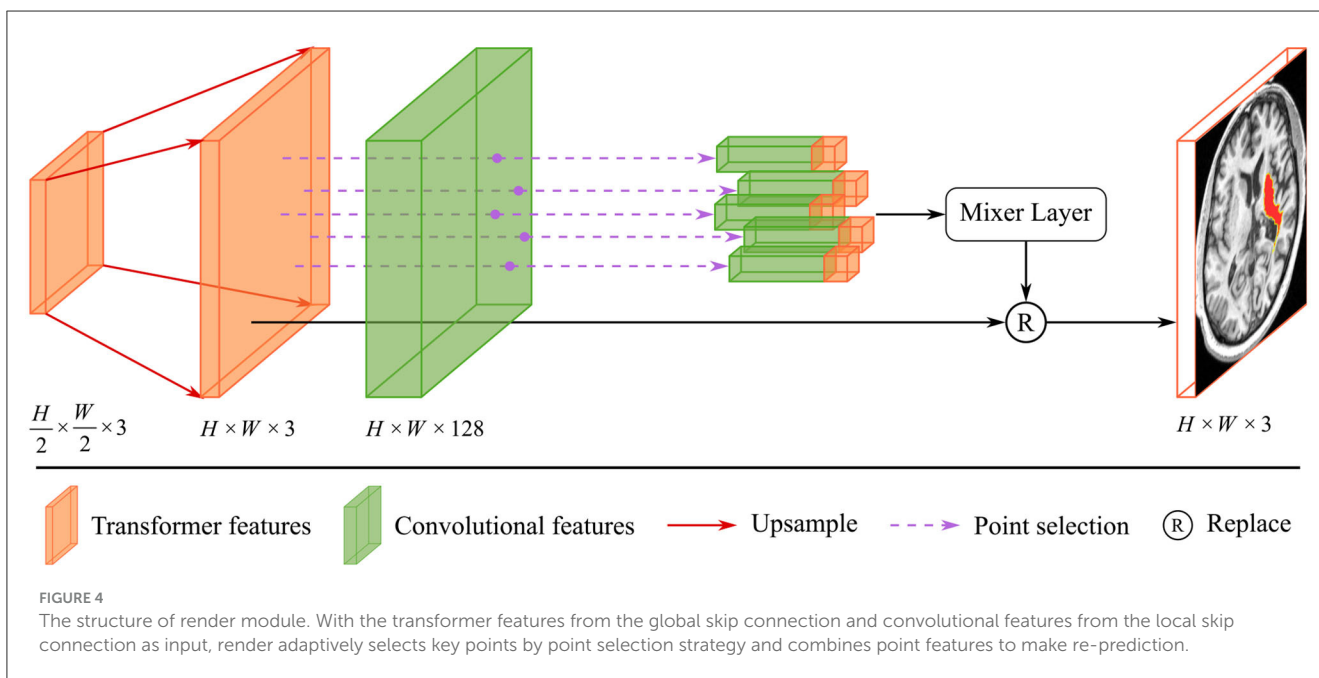 Mixer Layer
R
H/2 × W/2 × 3
H × W × 3
H × W × 128
H × W × 3
Transformer features
Convolutional features
Upsample
Point selection
R Replace
FIGURE 4
The structure of render module. With the transformer features from the global skip connection and convolutional features from the local skip
connection as input, render adaptively selects key points by point selection strategy and combines point features to make re-prediction.